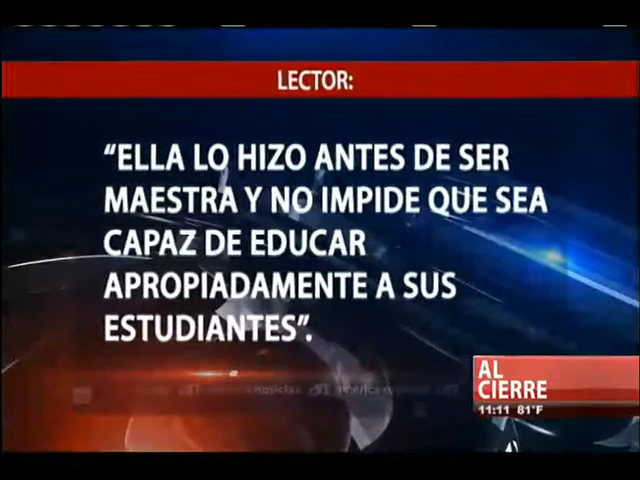 LECTOR:
“ELLA LO HIZO ANTES DE SER
MAESTRA Y NO IMPIDE QUE SEA
CAPAZ DE EDUCAR
APROPIADAMENTE A SUS
ESTUDIANTES”.
AL
CIERRE
11:11 81°F